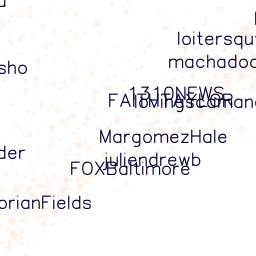 loitersqu
machadoo
sho
1310NEWS
MargomezHale
der
juliendrewb
FOXBaltimore
orianFields